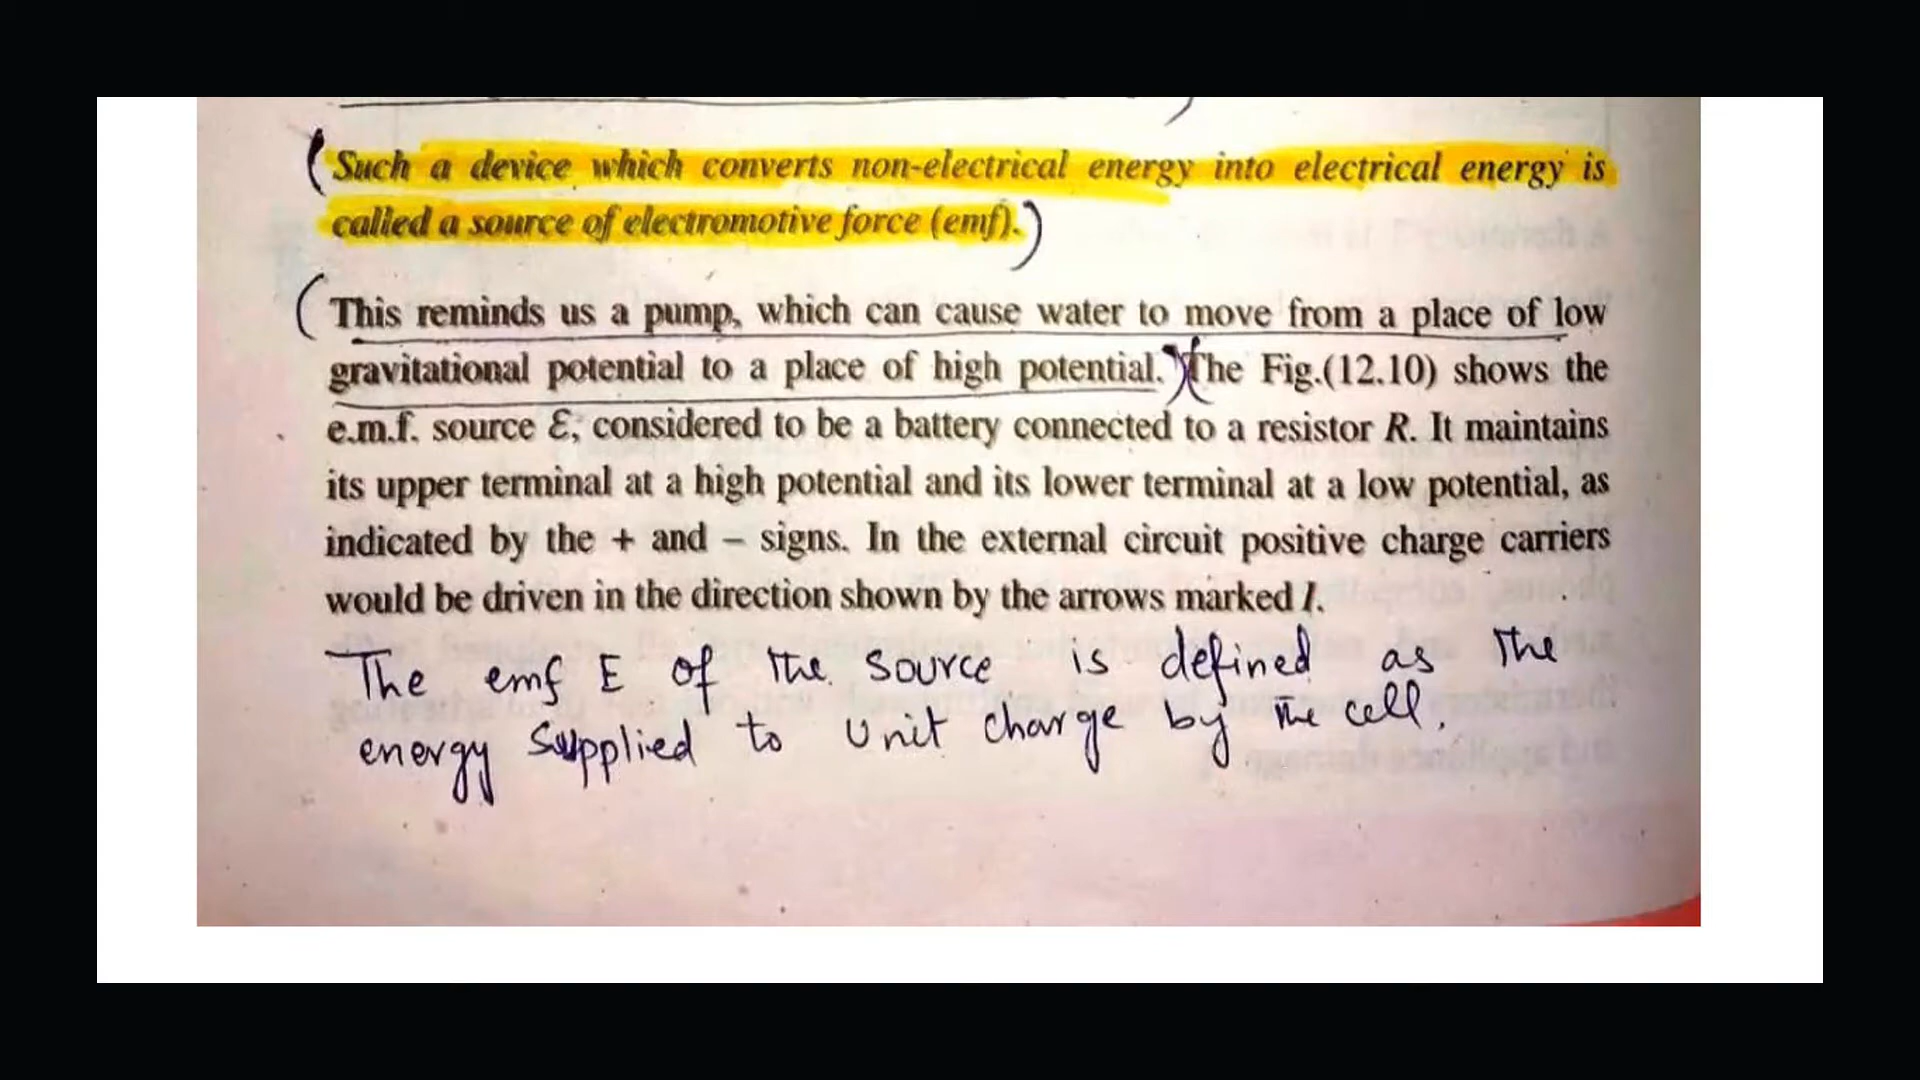 (Such a device which converts non-electrical energy into electrical energy is
called a source of electromotive force (emf).)
(This reminds us a pump, which can cause water to move from a place of low
gravitational potential to a place of high potential.)(The Fig.(12.10) shows the
e.m.f. source ℰ, considered to be a battery connected to a resistor R. It maintains
its upper terminal at a high potential and its lower terminal at a low potential, as
indicated by the + and – signs. In the external circuit positive charge carriers
would be driven in the direction shown by the arrows marked I.
The emf E of the source is defined as the
energy supplied to unit charge by the cell.